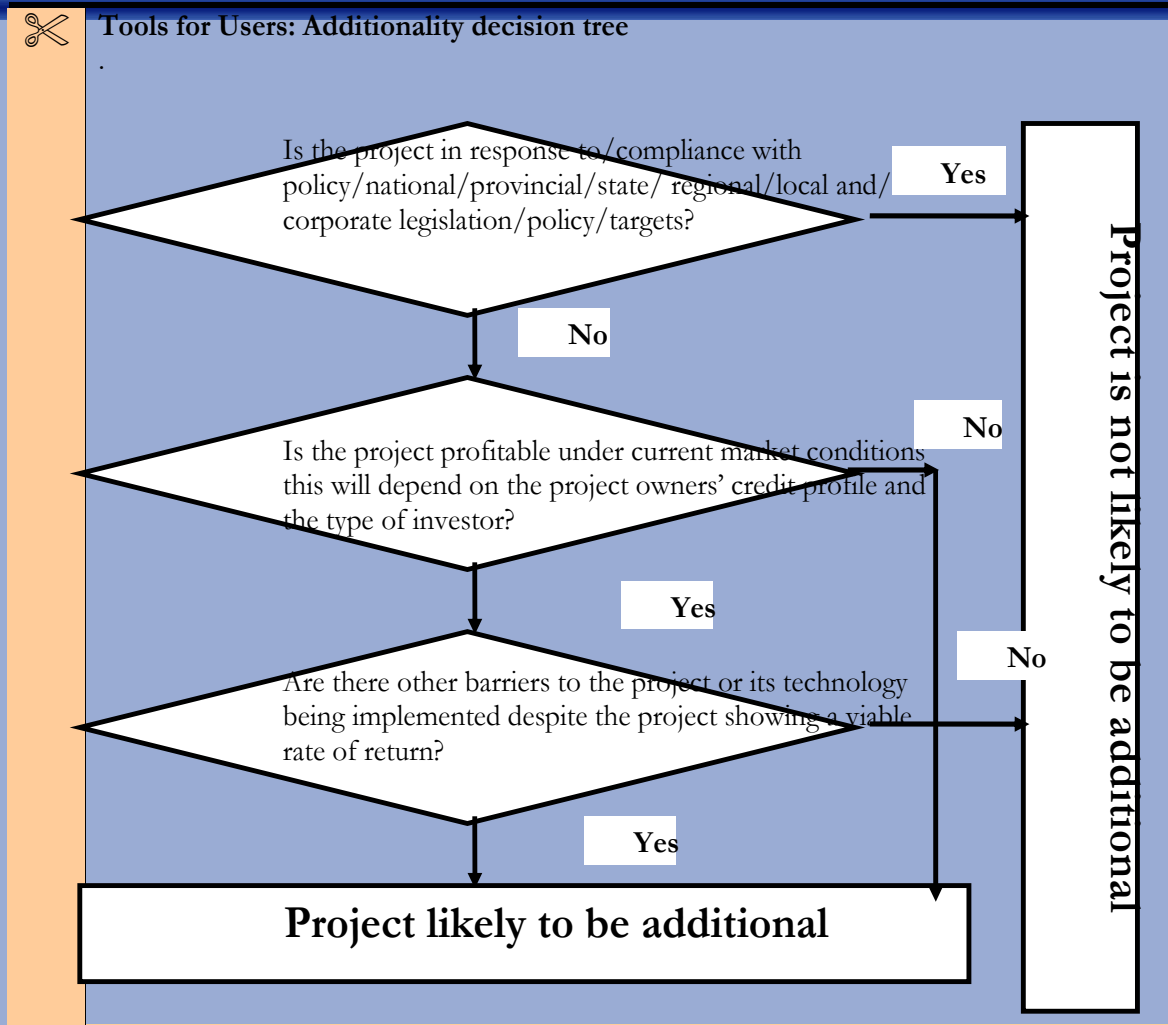 Tools for Users: Additionality decision tree
.
Is the project in response to/compliance with
policy/national/provincial/state/ regional/local and/
corporate legislation/policy/targets?
Yes
No
Is the project profitable under current market conditions
this will depend on the project owners' credit profile and
the type of investor?
No
Yes
Are there other barriers to the project or its technology
being implemented despite the project showing a viable
rate of return?
No
Yes
Project likely to be additional
Project is not likely to be additional